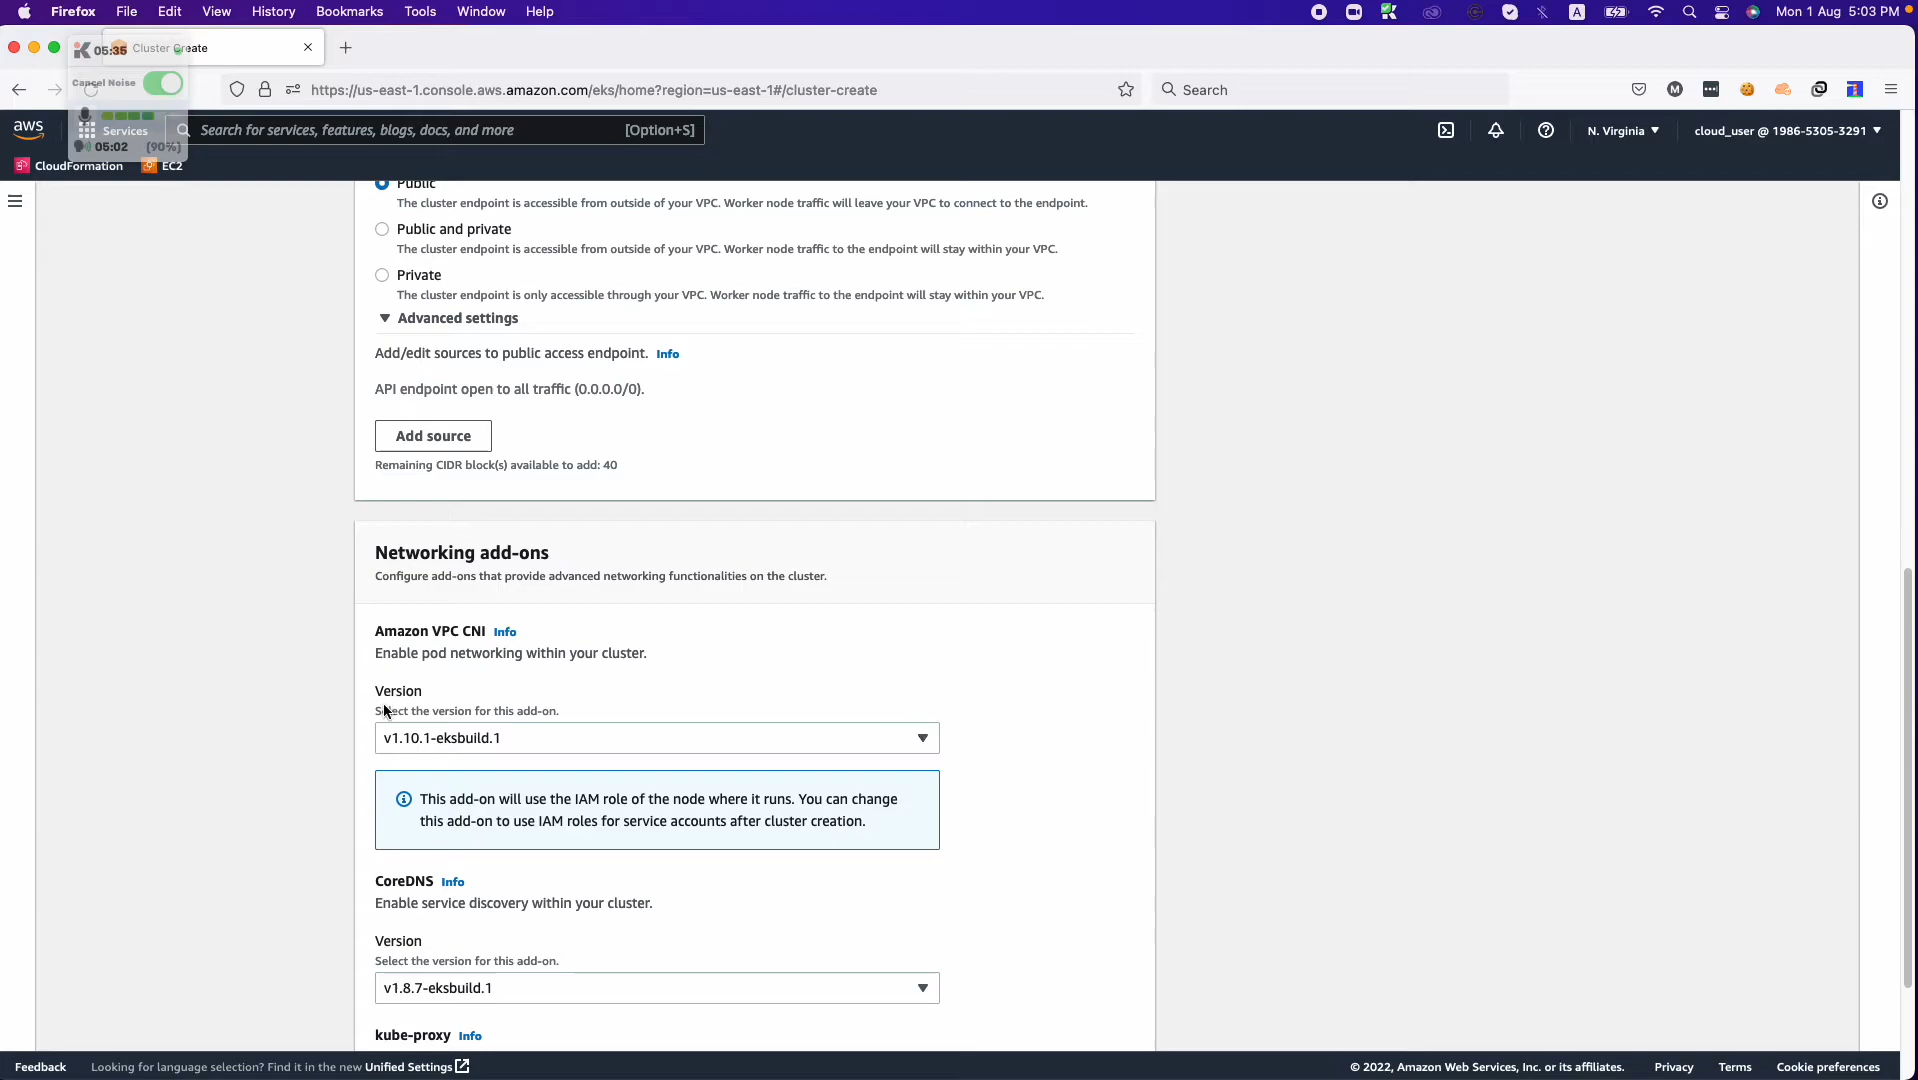 Firefox File Edit View History Bookmarks Tools Window Help
A
Mon 1 Aug 5:03 PM
05:35
Cluster Create
Cancel Noise
https://us-east-1.console.aws.amazon.com/eks/home?region=us-east-1#/cluster-create
Search
M
aws
Services
Search for services, features, blogs, docs, and more [Option+S]
N. Virginia
cloud_user @ 1986-5305-3291
05:02 (90%)
CloudFormation
EC2
Public
The cluster endpoint is accessible from outside of your VPC. Worker node traffic will leave your VPC to connect to the endpoint.
Public and private
The cluster endpoint is accessible from outside of your VPC. Worker node traffic to the endpoint will stay within your VPC.
Private
The cluster endpoint is only accessible through your VPC. Worker node traffic to the endpoint will stay within your VPC.
Advanced settings
Add/edit sources to public access endpoint. Info
API endpoint open to all traffic (0.0.0.0/0).
Add source
Remaining CIDR block(s) available to add: 40
Networking add-ons
Configure add-ons that provide advanced networking functionalities on the cluster.
Amazon VPC CNI Info
Enable pod networking within your cluster.
Version
Select the version for this add-on.
v1.10.1-eksbuild.1
This add-on will use the IAM role of the node where it runs. You can change
this add-on to use IAM roles for service accounts after cluster creation.
CoreDNS Info
Enable service discovery within your cluster.
Version
Select the version for this add-on.
v1.8.7-eksbuild.1
kube-proxy Info
Feedback
Looking for language selection? Find it in the new Unified Settings
© 2022, Amazon Web Services, Inc. or its affiliates.
Privacy
Terms
Cookie preferences